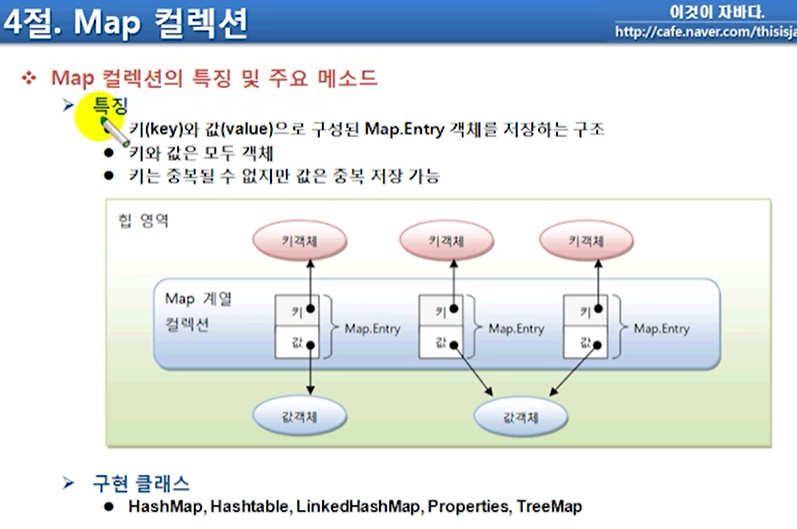 4절. Map 컬렉션
이것이 자바다.
http://cafe.naver.com/thisisja
Map 컬렉션의 특징 및 주요 메소드
특징
키(key)와 값(value)으로 구성된 Map.Entry 객체를 저장하는 구조
키와 값은 모두 객체
키는 중복될 수 없지만 값은 중복 저장 가능
힙 영역
키객체 키객체 키객체
Map 계열
컬렉션
키 키 키
Map.Entry Map.Entry Map.Entry
값 값 값
값객체 값객체
구현 클래스
HashMap, Hashtable, LinkedHashMap, Properties, TreeMap